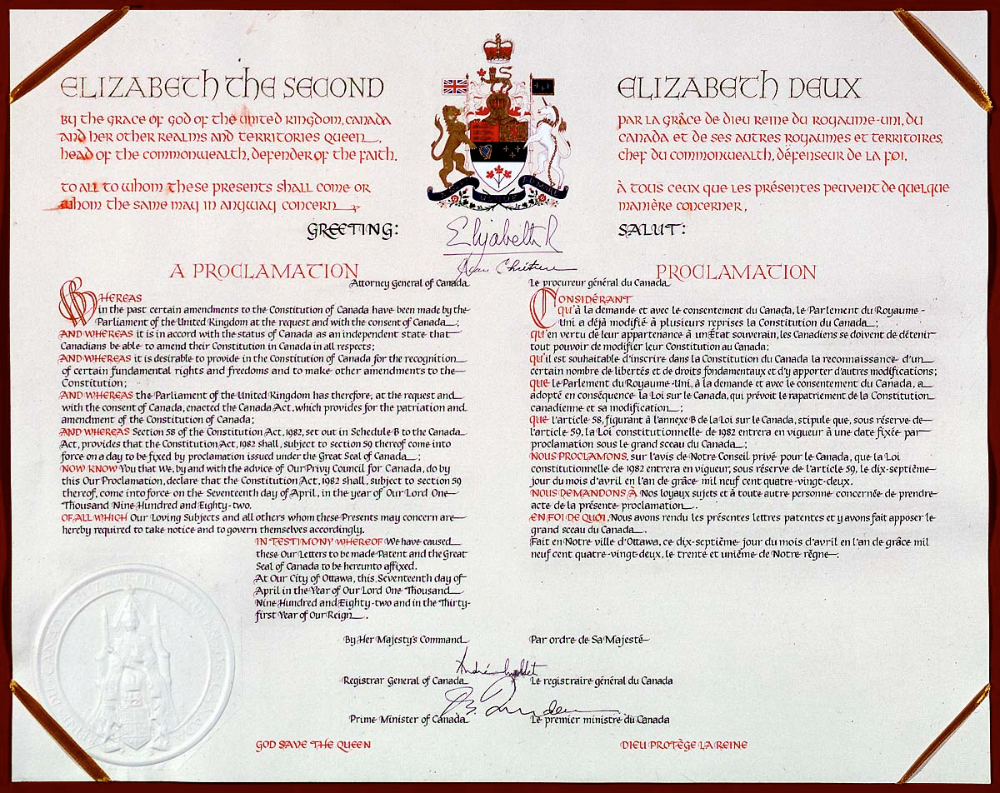 ELIZABETH THE SECOND
BY THE GRACE OF GOD OF THE UNITED KINGDOM, CANADA
AND HER OTHER REALMS AND TERRITORIES QUEEN,
HEAD OF THE COMMONWEALTH, DEFENDER OF THE FAITH.
TO ALL TO WHOM THESE PRESENTS SHALL COME OR
WHOM THE SAME MAY IN ANYWAY CONCERN,
GREETING:
A PROCLAMATION
Attorney General of Canada
WHEREAS
in the past certain amendments to the Constitution of Canada have been made by the
Parliament of the United Kingdom at the request and with the consent of Canada;
AND WHEREAS it is in accord with the status of Canada as an independent state that
Canadians be able to amend their Constitution in Canada in all respects;
AND WHEREAS it is desirable to provide in the Constitution of Canada for the recognition
of certain fundamental rights and freedoms and to make other amendments to the
Constitution;
AND WHEREAS the Parliament of the United Kingdom has therefore, at the request and
with the consent of Canada, enacted the Canada Act, which provides for the patriation and
amendment of the Constitution of Canada;
AND WHEREAS Section 58 of the Constitution Act, 1982, set out in Schedule B to the Canada
Act, provides that the Constitution Act, 1982 shall, subject to section 59 thereof come into
force on a day to be fixed by proclamation issued under the Great Seal of Canada;
NOW KNOW You that We, by and with the advice of Our Privy Council for Canada, do by
this Our Proclamation, declare that the Constitution Act, 1982 shall, subject to section 59
thereof, come into force on the Seventeenth day of April, in the year of Our Lord One
Thousand Nine Hundred and Eighty-two.
OF ALL WHICH Our Loving Subjects and all others whom these Presents may concern are
hereby required to take notice and to govern themselves accordingly.
IN TESTIMONY WHEREOF We have caused
these Our Letters to be made Patent and the Great
Seal of Canada to be hereunto affixed.
At Our City of Ottawa, this Seventeenth day of
April in the Year of Our Lord One Thousand
Nine Hundred and Eighty-two and in the Thirty-
first Year of Our Reign.
By Her Majesty's Command
Registrar General of Canada
Prime Minister of Canada
GOD SAVE THE QUEEN
Elizabeth R
Jean Chrétien
André Ouellet
P. E. Trudeau
ELIZABETH DEUX
PAR LA GRÂCE DE DIEU REINE DU ROYAUME-UNI, DU
CANADA ET DE SES AUTRES ROYAUMES ET TERRITOIRES,
CHEF DU COMMONWEALTH, DÉFENSEUR DE LA FOI,
À TOUS CEUX QUE LES PRÉSENTES PEUVENT DE QUELQUE
MANIÈRE CONCERNER,
SALUT:
PROCLAMATION
Le procureur général du Canada
CONSIDÉRANT
qu'à la demande et avec le consentement du Canada, le Parlement du Royaume-
Uni a déjà modifié à plusieurs reprises la Constitution du Canada;
qu'en vertu de leur appartenance à un État souverain, les Canadiens se doivent de détenir
tout pouvoir de modifier leur Constitution au Canada;
qu'il est souhaitable d'inscrire dans la Constitution du Canada la reconnaissance d'un
certain nombre de libertés et de droits fondamentaux et d'y apporter d'autres modifications;
que le Parlement du Royaume-Uni, à la demande et avec le consentement du Canada, a
adopté en conséquence la Loi sur le Canada, qui prévoit le rapatriement de la Constitution
canadienne et sa modification;
que l'article 58, figurant à l'annexe B de la Loi sur le Canada, stipule que, sous réserve de
l'article 59, la Loi constitutionnelle de 1982 entrera en vigueur à une date fixée par
proclamation sous le grand sceau du Canada;
NOUS PROCLAMONS, sur l'avis de Notre Conseil privé pour le Canada, que la Loi
constitutionnelle de 1982 entrera en vigueur, sous réserve de l'article 59, le dix-septième
jour du mois d'avril en l'an de grâce mil neuf cent quatre-vingt-deux.
NOUS DEMANDONS À Nos loyaux sujets et à toute autre personne concernée de prendre
acte de la présente proclamation.
EN FOI DE QUOI, Nous avons rendu les présentes lettres patentes et y avons fait apposer le
grand sceau du Canada.
Fait en Notre ville d'Ottawa, ce dix-septième jour du mois d'avril en l'an de grâce mil
neuf cent quatre-vingt-deux, le trente et unième de Notre règne.
Par ordre de Sa Majesté
Le registraire général du Canada
Le premier ministre du Canada
DIEU PROTÈGE LA REINE